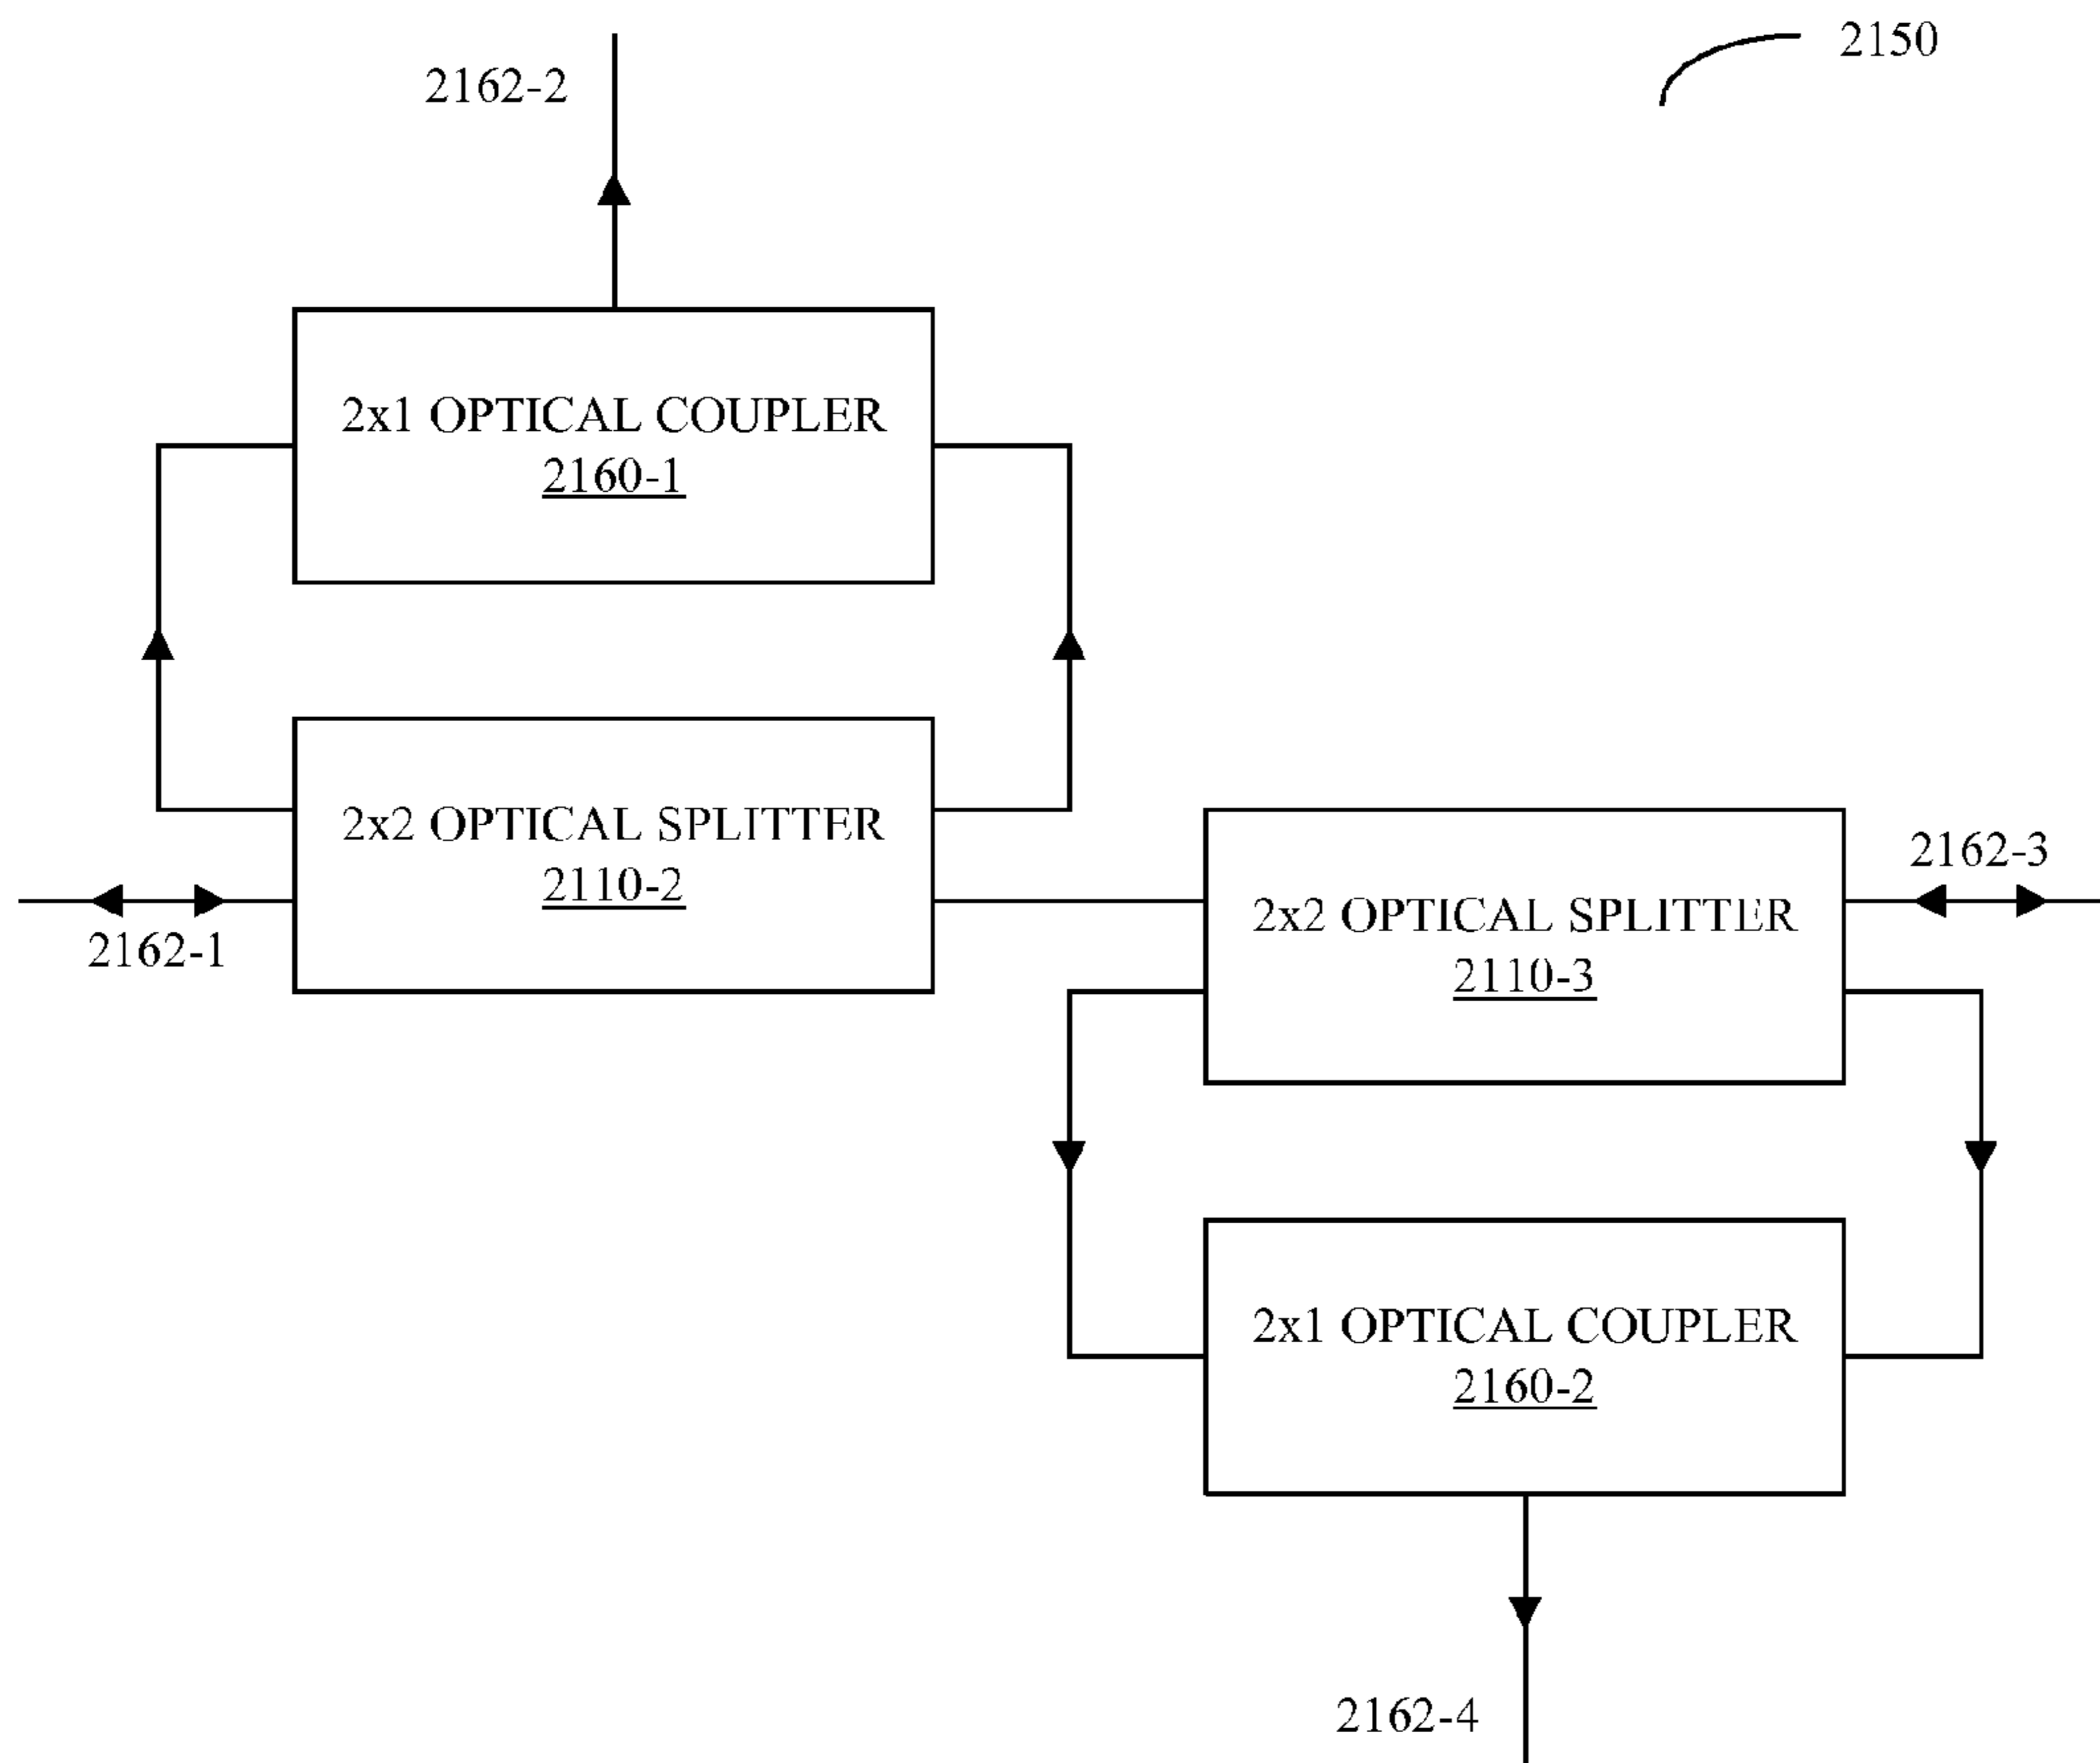 2150
2162-2
2x1 OPTICAL COUPLER
2160-1
2x2 OPTICAL SPLITTER
2110-2
2162-1
2162-3
2x2 OPTICAL SPLITTER
2110-3
2x1 OPTICAL COUPLER
2160-2
2162-4